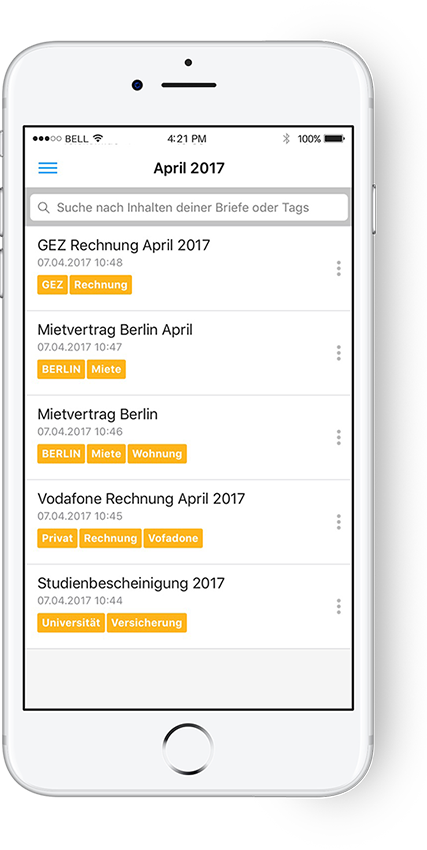 BELL 4:21 PM 100%
April 2017
Suche nach Inhalten deiner Briefe oder Tags
GEZ Rechnung April 2017
07.04.2017 10:48
GEZ Rechnung
Mietvertrag Berlin April
07.04.2017 10:47
BERLIN Miete
Mietvertrag Berlin
07.04.2017 10:46
BERLIN Miete Wohnung
Vodafone Rechnung April 2017
07.04.2017 10:45
Privat Rechnung Vofadone
Studienbescheinigung 2017
07.04.2017 10:44
Universität Versicherung